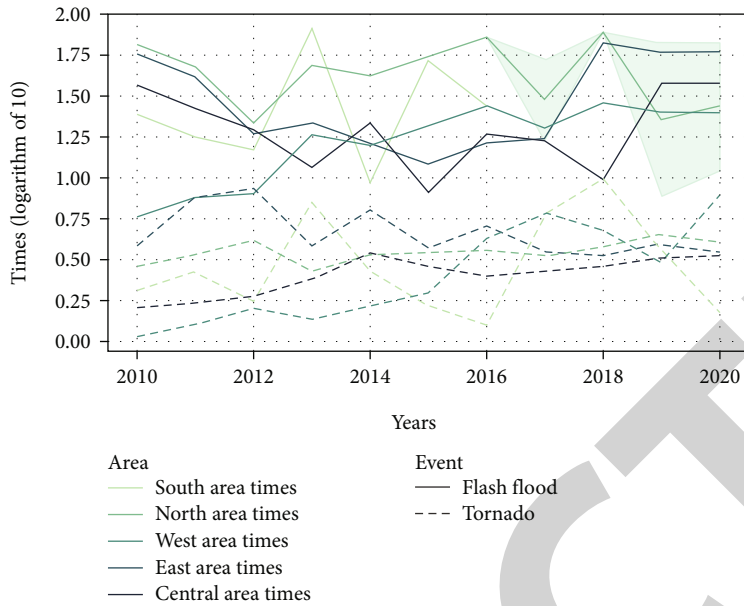 2.00
1.75
1.50
1.25
1.00
0.75
0.50
0.25
0.00
Times (logarithm of 10)
2010 2012 2014 2016 2018 2020
Years
Area
South area times
North area times
West area times
East area times
Central area times
Event
Flash flood
Tornado